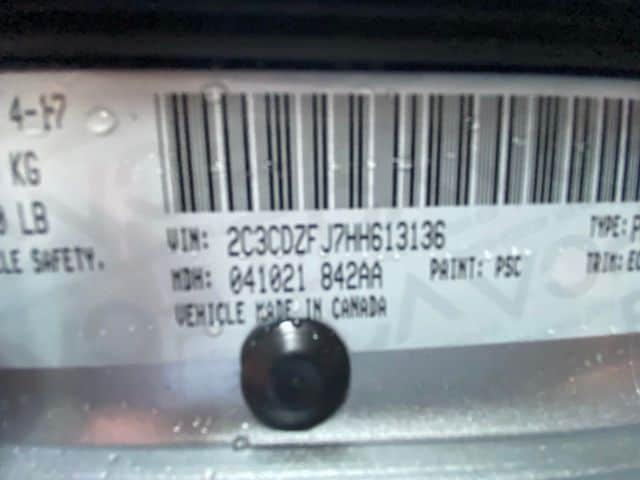 4-17
KG
LB
VIN: 2C3CDZFJ7HH613136 TYPE: P
LE SAFETY.
MDH: 041021 842AA PAINT: PSC TRIM: EC
VEHICLE MADE IN CANADA